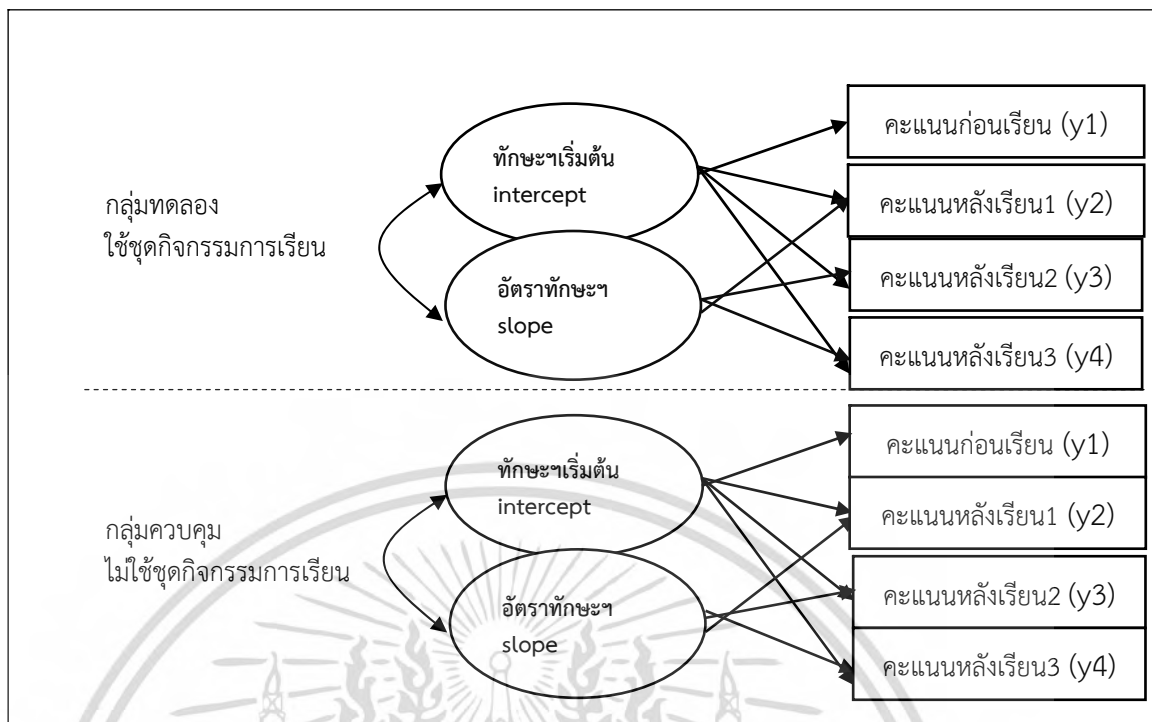 คะแนนก่อนเรียน (y1)
ทักษะฯเริ่มต้น
intercept
กลุ่มทดลอง
ใช้ชุดกิจกรรมการเรียน
คะแนนหลังเรียน1 (y2)
คะแนนหลังเรียน2 (y3)
อัตราทักษะฯ
slope
คะแนนหลังเรียน3 (y4)
คะแนนก่อนเรียน (y1)
ทักษะฯเริ่มต้น
intercept
คะแนนหลังเรียน1 (y2)
กลุ่มควบคุม
ไม่ใช้ชุดกิจกรรมการเรียน
คะแนนหลังเรียน2 (y3)
อัตราทักษะฯ
slope
คะแนนหลังเรียน3 (y4)